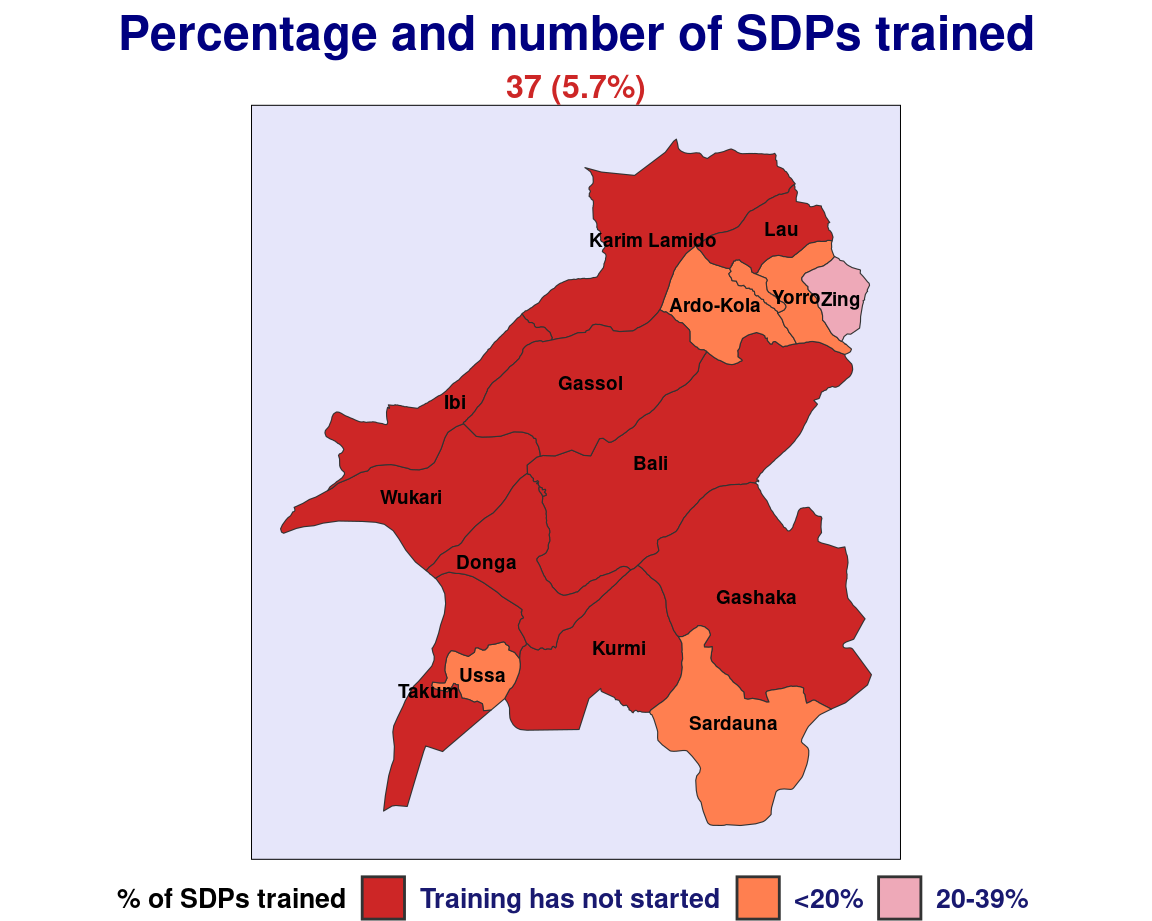 Percentage and number of SDPs trained
37 (5.7%)
Karim Lamido
Lau
Ardo-Kola
Yorro
Zing
Gassol
Ibi
Bali
Wukari
Donga
Gashaka
Kurmi
Ussa
Takum
Sardauna
% of SDPs trained Training has not started <20% 20-39%